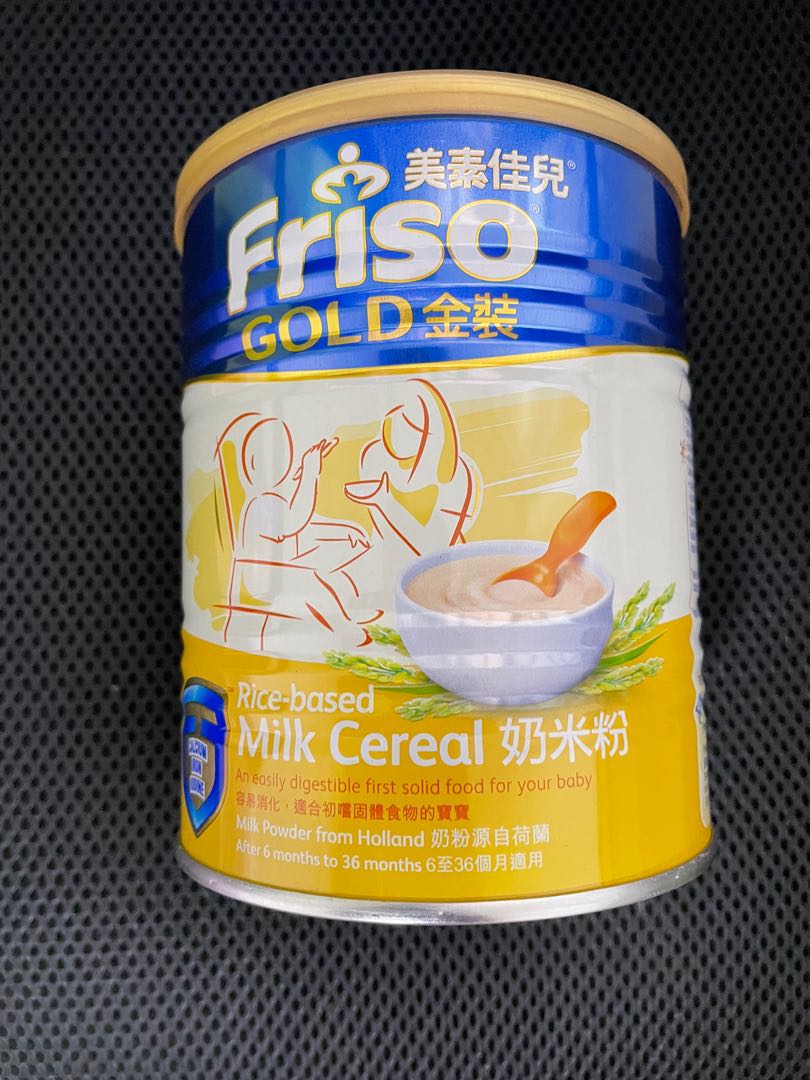 美素佳兒®
Friso®
GOLD 金裝
Rice-based
Milk Cereal 奶米粉
An easily digestible first solid food for your baby
容易消化，適合初嚐固體食物的寶寶
Milk Powder from Holland 奶粉源自荷蘭
After 6 months to 36 months 6至36個月適用
CALCIUM
IRON
IODINE